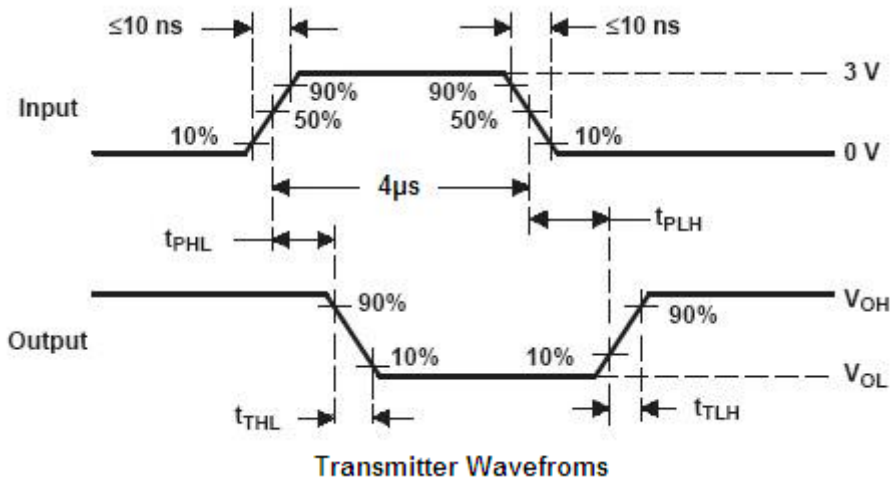 ≤10 ns ≤10 ns
3 V
90% 90%
Input
50% 50%
10% 10%
0 V
4µs
tPHL tPLH
VOH
90% 90%
Output
10% 10%
VOL
tTHL tTLH
Transmitter Wavefroms